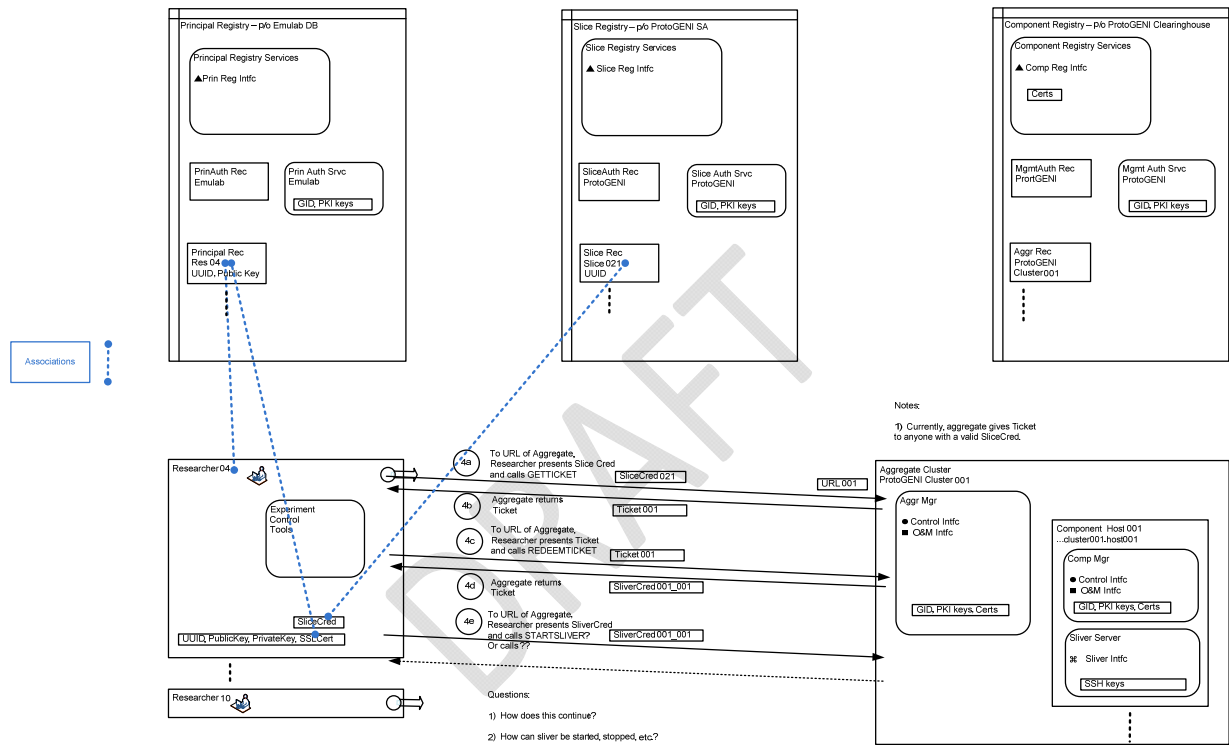 Principal Registry – p/o Emulab DB
Principal Registry Services
▲Prin Reg Intfc
PrinAuth Rec
Emulab
Prin Auth Srvc
Emulab
GID, PKI keys
Principal Rec
Res 04
UUID, Public Key
Slice Registry – p/o ProtoGENI SA
Slice Registry Services
▲ Slice Reg Intfc
SliceAuth Rec
ProtoGENI
Slice Auth Srvc
ProtoGENI
GID, PKI keys
Slice Rec
Slice 021
UUID
Component Registry – p/o ProtoGENI Clearinghouse
Component Registry Services
▲ Comp Reg Intfc
Certs
MgmtAuth Rec
PrortGENI
Mgmt Auth Srvc
ProtoGENI
GID, PKI keys
Aggr Rec
ProtoGENI
Cluster 001
Associations
DRAFT
Notes:
1) Currently, aggregate gives Ticket
to anyone with a valid SliceCred.
Researcher 04
Experiment
Control
Tools
SliceCred
UUID, PublicKey, PrivateKey, SSLCert
Researcher 10
4a
To URL of Aggregate,
Researcher presents Slice Cred
and calls GETTICKET
SliceCred 021
URL 001
4b
Aggregate returns
Ticket
Ticket 001
4c
To URL of Aggregate,
Researcher presents Ticket
and calls REDEEMTICKET
Ticket 001
4d
Aggregate returns
Ticket
SliverCred 001_001
4e
To URL of Aggregate,
Researcher presents SliverCred
and calls STARTSLIVER?
Or calls ??
SliverCred 001_001
Questions:
1) How does this continue?
2) How can sliver be started, stopped, etc.?
Aggregate Cluster
ProtoGENI Cluster 001
Aggr Mgr
● Control Intfc
■ O&M Intfc
GID, PKI keys, Certs
Component Host 001
...cluster001.host001
Comp Mgr
● Control Intfc
■ O&M Intfc
GID, PKI keys, Certs
Sliver Server
⌘ Sliver Intfc
SSH keys